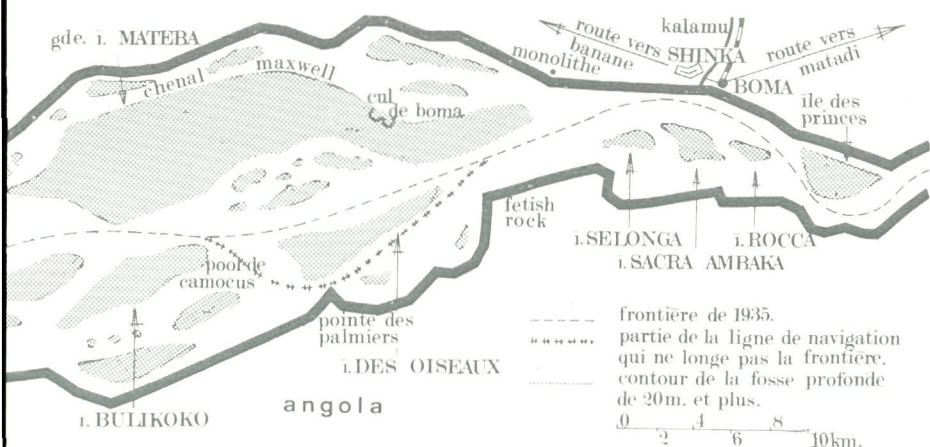 gde. i. MATEBA
chenal maxwell
cul
de boma
monolithe
route vers
banane
SHINKA
kalamu
route vers
matadi
BOMA
île des
princes
fetish
rock
i. SELONGA
i. SACRA AMBAKA
i. ROCCA
pool de
camocus
pointe des
palmiers
i. DES OISEAUX
i. BULIKOKO
angola
frontière de 1935.
partie de la ligne de navigation
qui ne longe pas la frontière.
contour de la fosse profonde
de 20m. et plus.
0 4 8
2 6 10km.